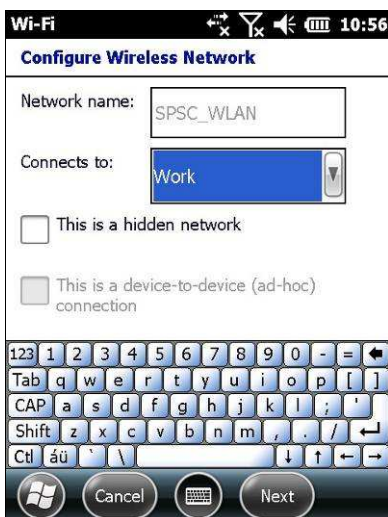 Wi-Fi 10:56
Configure Wireless Network
Network name: SPSC_WLAN
Connects to: Work
This is a hidden network
This is a device-to-device (ad-hoc)
connection
123 1 2 3 4 5 6 7 8 9 0 - = ←
Tab q w e r t y u i o p [ ]
CAP a s d f g h j k l ; '
Shift z x c v b n m , . / ↵
Ctl áü ` \ ↓ ↑ ← →
Cancel Next